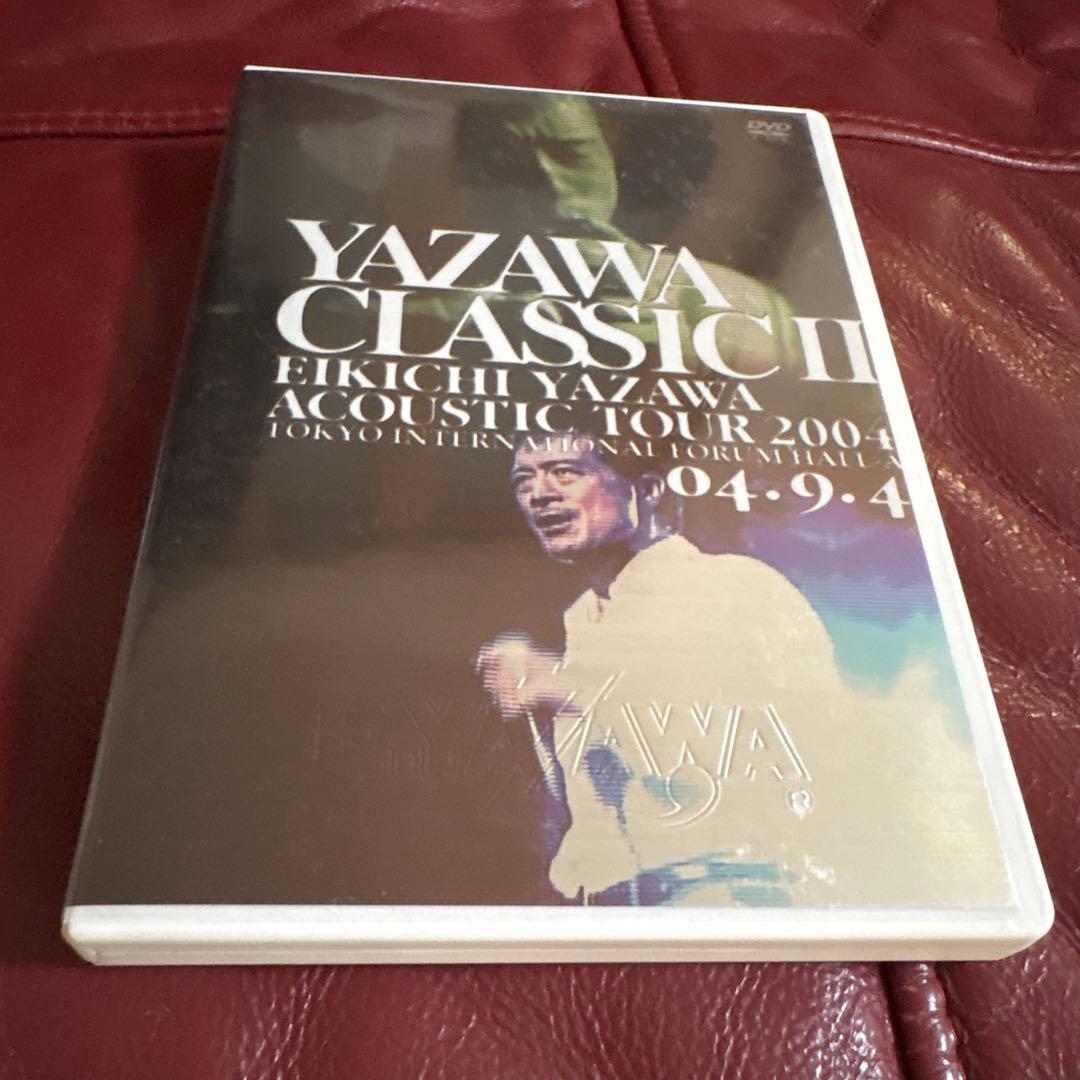 DVD
YAZAWA
CLASSIC II
EIKICHI YAZAWA
ACOUSTIC TOUR 2004
TOKYO INTERNATIONAL FORUM HALL A
04.9.4
E.YAZAWA
®